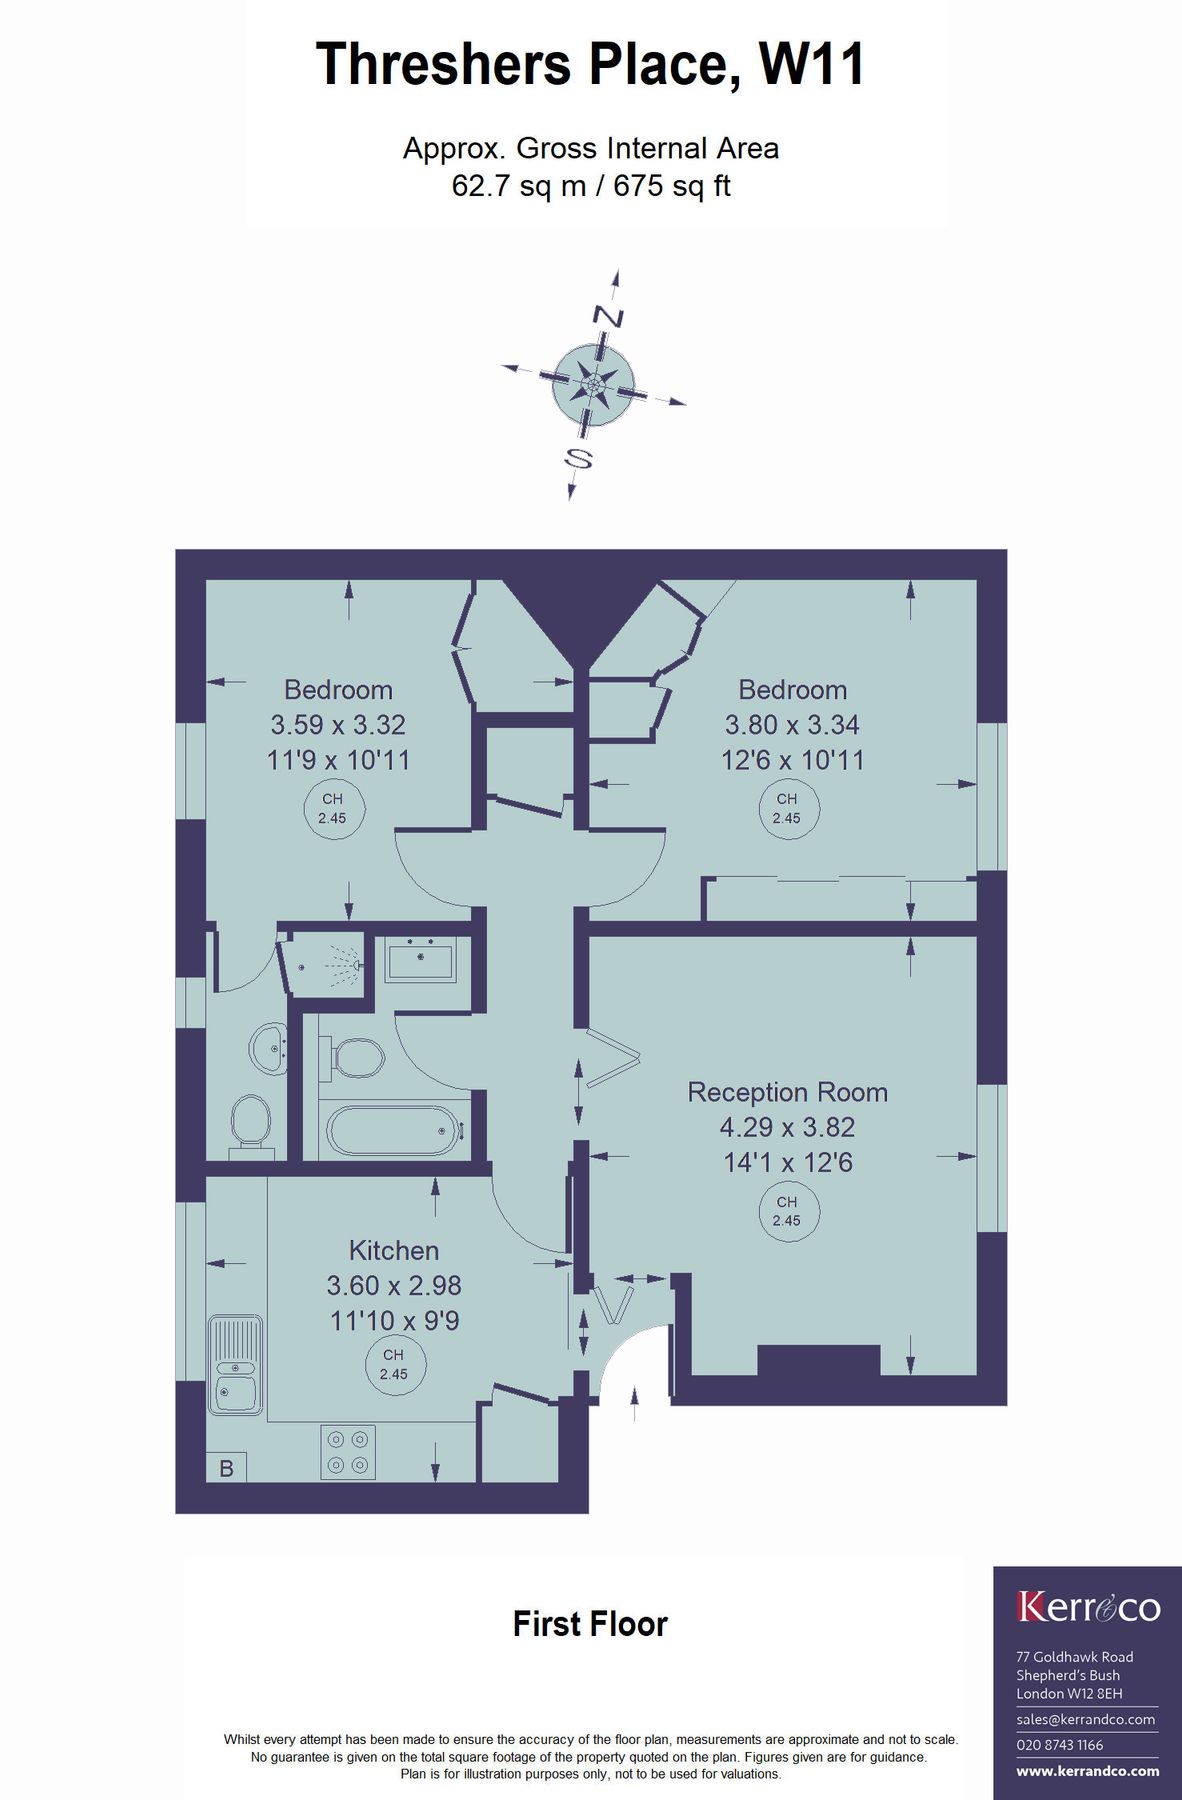 Threshers Place, W11
Approx. Gross Internal Area
62.7 sq m / 675 sq ft
N
S
Bedroom
3.59 x 3.32
11'9 x 10'11
CH
2.45
Bedroom
3.80 x 3.34
12'6 x 10'11
CH
2.45
Reception Room
4.29 x 3.82
14'1 x 12'6
CH
2.45
Kitchen
3.60 x 2.98
11'10 x 9'9
CH
2.45
B
First Floor
Whilst every attempt has been made to ensure the accuracy of the floor plan, measurements are approximate and not to scale.
No guarantee is given on the total square footage of the property quoted on the plan. Figures given are for guidance.
Plan is for illustration purposes only, not to be used for valuations.
Kerr&co
77 Goldhawk Road
Shepherd's Bush
London W12 8EH
sales@kerrandco.com
020 8743 1166
www.kerrandco.com